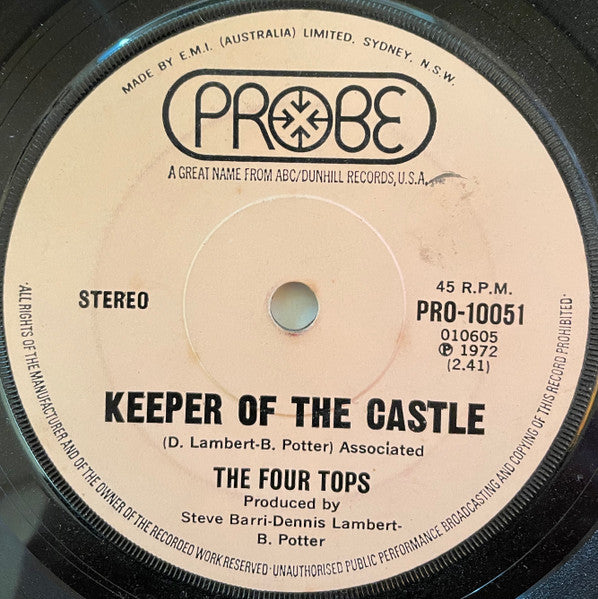 MADE BY E.M.I. (AUSTRALIA) LIMITED. SYDNEY. N.S.W.
PROBE
A GREAT NAME FROM ABC/DUNHILL RECORDS, U.S.A.
STEREO
45 R.P.M.
PRO-10051
010605
℗ 1972
(2.41)
KEEPER OF THE CASTLE
(D. Lambert-B. Potter) Associated
THE FOUR TOPS
Produced by
Steve Barri-Dennis Lambert-
B. Potter
·ALL RIGHTS OF THE MANUFACTURER AND OF THE OWNER OF THE RECORDED WORK RESERVED·UNAUTHORISED PUBLIC PERFORMANCE BROADCASTING AND COPYING OF THIS RECORD PROHIBITED·